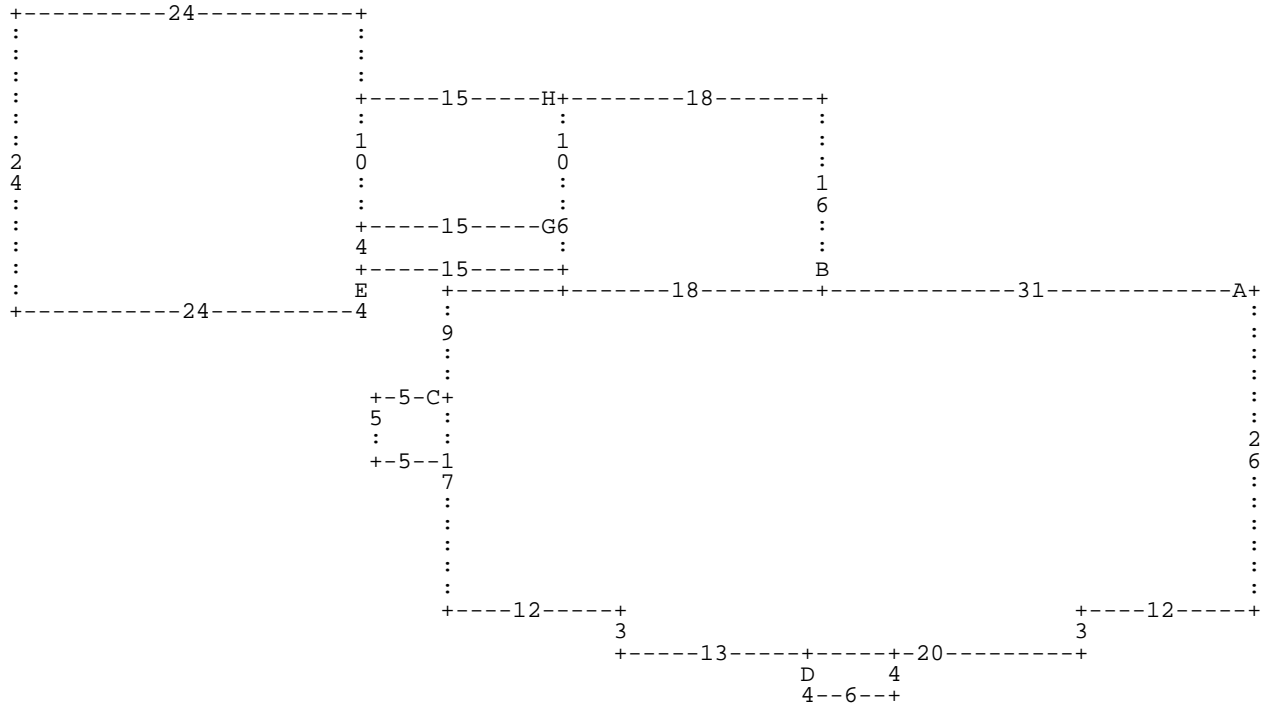 +----------24-----------+
:                       :
:                       :
:                       :
:                       +-----15-----H+--------18-------+
:                       :             :                 :
:                       1             1                 :
2                       0             0                 :
4                       :             :                 1
:                       :             :                 6
:                       +-----15-----G6                 :
:                       4             :                 :
:                       +-----15------+                 B
:                       E     +-------+-------18--------+-------------31-------------A+
+-----------24----------4     :                                                       :
                              9                                                       :
                              :                                                       :
                              :                                                       :
                         +-5-C+                                                       :
                         5    :                                                       :
                         :    :                                                       2
                         +-5--1                                                       6
                              7                                                       :
                              :                                                       :
                              :                                                       :
                              :                                                       :
                              :                                                       :
                              :                                                       :
                              +----12-----+                               +----12-----+
                                          3                               3
                                          +-----13-----+-----+-20---------+
                                                       D     4
                                                       4--6--+